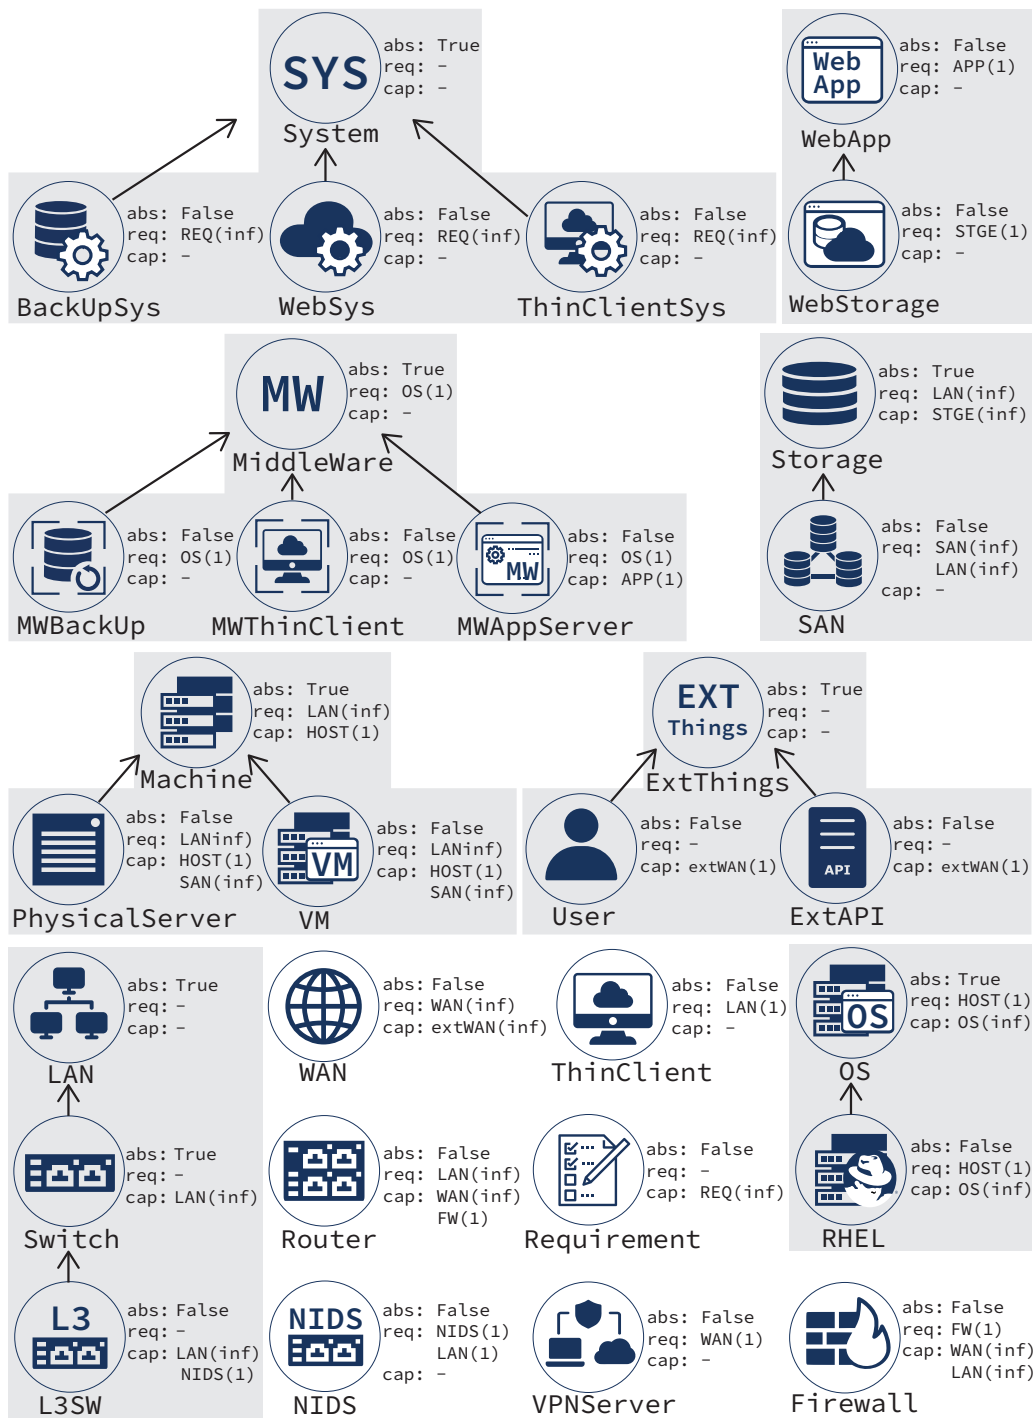 SYS
abs: True
req: -
cap: -
System
Web
App
abs: False
req: APP(1)
cap: -
WebApp
abs: False
req: REQ(inf)
cap: -
BackUpSys
abs: False
req: REQ(inf)
cap: -
WebSys
abs: False
req: REQ(inf)
cap: -
ThinClientSys
abs: False
req: STGE(1)
cap: -
WebStorage
MW
abs: True
req: OS(1)
cap: -
MiddleWare
abs: True
req: LAN(inf)
cap: STGE(inf)
Storage
abs: False
req: OS(1)
cap: -
MWBackUp
abs: False
req: OS(1)
cap: -
MWThinClient
MW
abs: False
req: OS(1)
cap: APP(1)
MWAppServer
abs: False
req: SAN(inf)
LAN(inf)
cap: -
SAN
abs: True
req: LAN(inf)
cap: HOST(1)
Machine
EXT
Things
abs: True
req: -
cap: -
ExtThings
abs: False
req: LANinf)
cap: HOST(1)
SAN(inf)
PhysicalServer
VM
abs: False
req: LANinf)
cap: HOST(1)
SAN(inf)
VM
abs: False
req: -
cap: extWAN(1)
User
API
abs: False
req: -
cap: extWAN(1)
ExtAPI
abs: True
req: -
cap: -
LAN
abs: False
req: WAN(inf)
cap: extWAN(inf)
WAN
abs: False
req: LAN(1)
cap: -
ThinClient
OS
abs: True
req: HOST(1)
cap: OS(inf)
OS
abs: True
req: -
cap: LAN(inf)
Switch
abs: False
req: LAN(inf)
cap: WAN(inf)
FW(1)
Router
abs: False
req: -
cap: REQ(inf)
Requirement
abs: False
req: HOST(1)
cap: OS(inf)
RHEL
L3
abs: False
req: -
cap: LAN(inf)
NIDS(1)
L3SW
NIDS
abs: False
req: NIDS(1)
LAN(1)
cap: -
NIDS
abs: False
req: WAN(1)
cap: -
VPNServer
abs: False
req: FW(1)
cap: WAN(inf)
LAN(inf)
Firewall